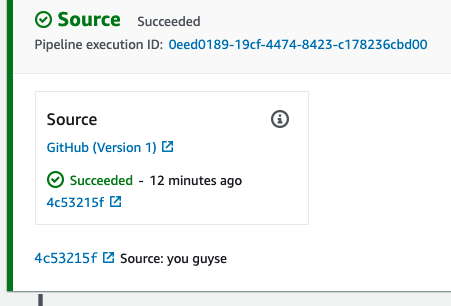 Source Succeeded
Pipeline execution ID: 0eed0189-19cf-4474-8423-c178236cbd00
Source
GitHub (Version 1)
Succeeded - 12 minutes ago
4c53215f
4c53215f Source: you guyse